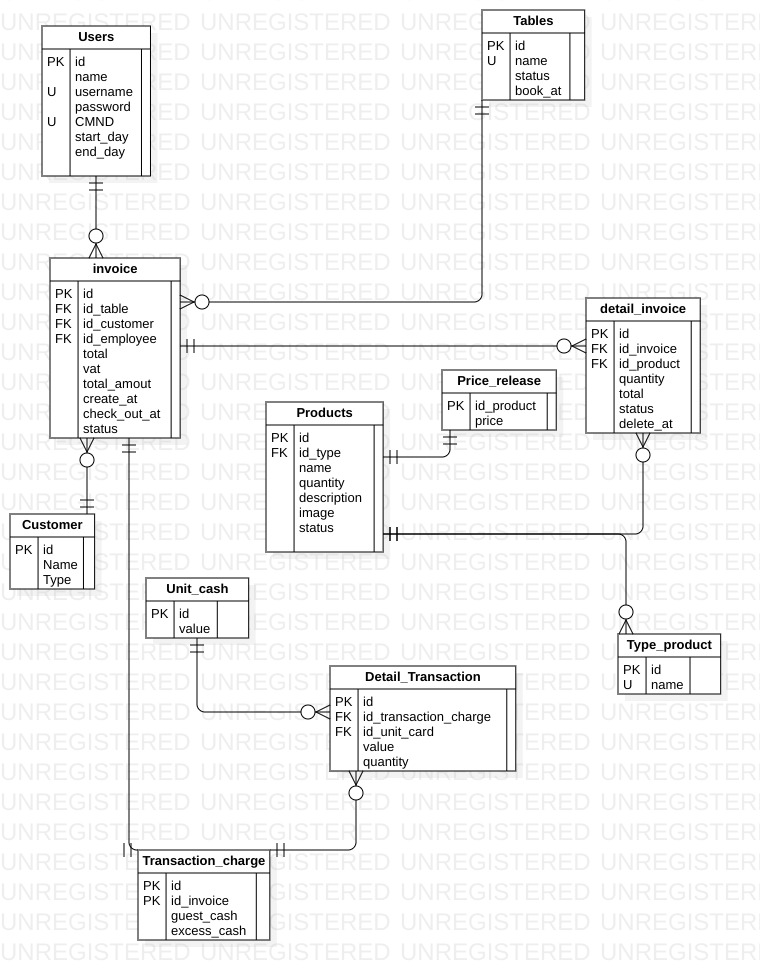 Users
PK id
name
U username
password
U CMND
start_day
end_day
Tables
PK id
U name
status
book_at
invoice
PK id
FK id_table
FK id_customer
FK id_employee
total
vat
total_amout
create_at
check_out_at
status
detail_invoice
PK id
FK id_invoice
FK id_product
quantity
total
status
delete_at
Price_release
PK id_product
price
Products
PK id
FK id_type
name
quantity
description
image
status
Customer
PK id
Name
Type
Unit_cash
PK id
value
Type_product
PK id
U name
Detail_Transaction
PK id
FK id_transaction_charge
FK id_unit_card
value
quantity
Transaction_charge
PK id
PK id_invoice
guest_cash
excess_cash
UNREGISTERED